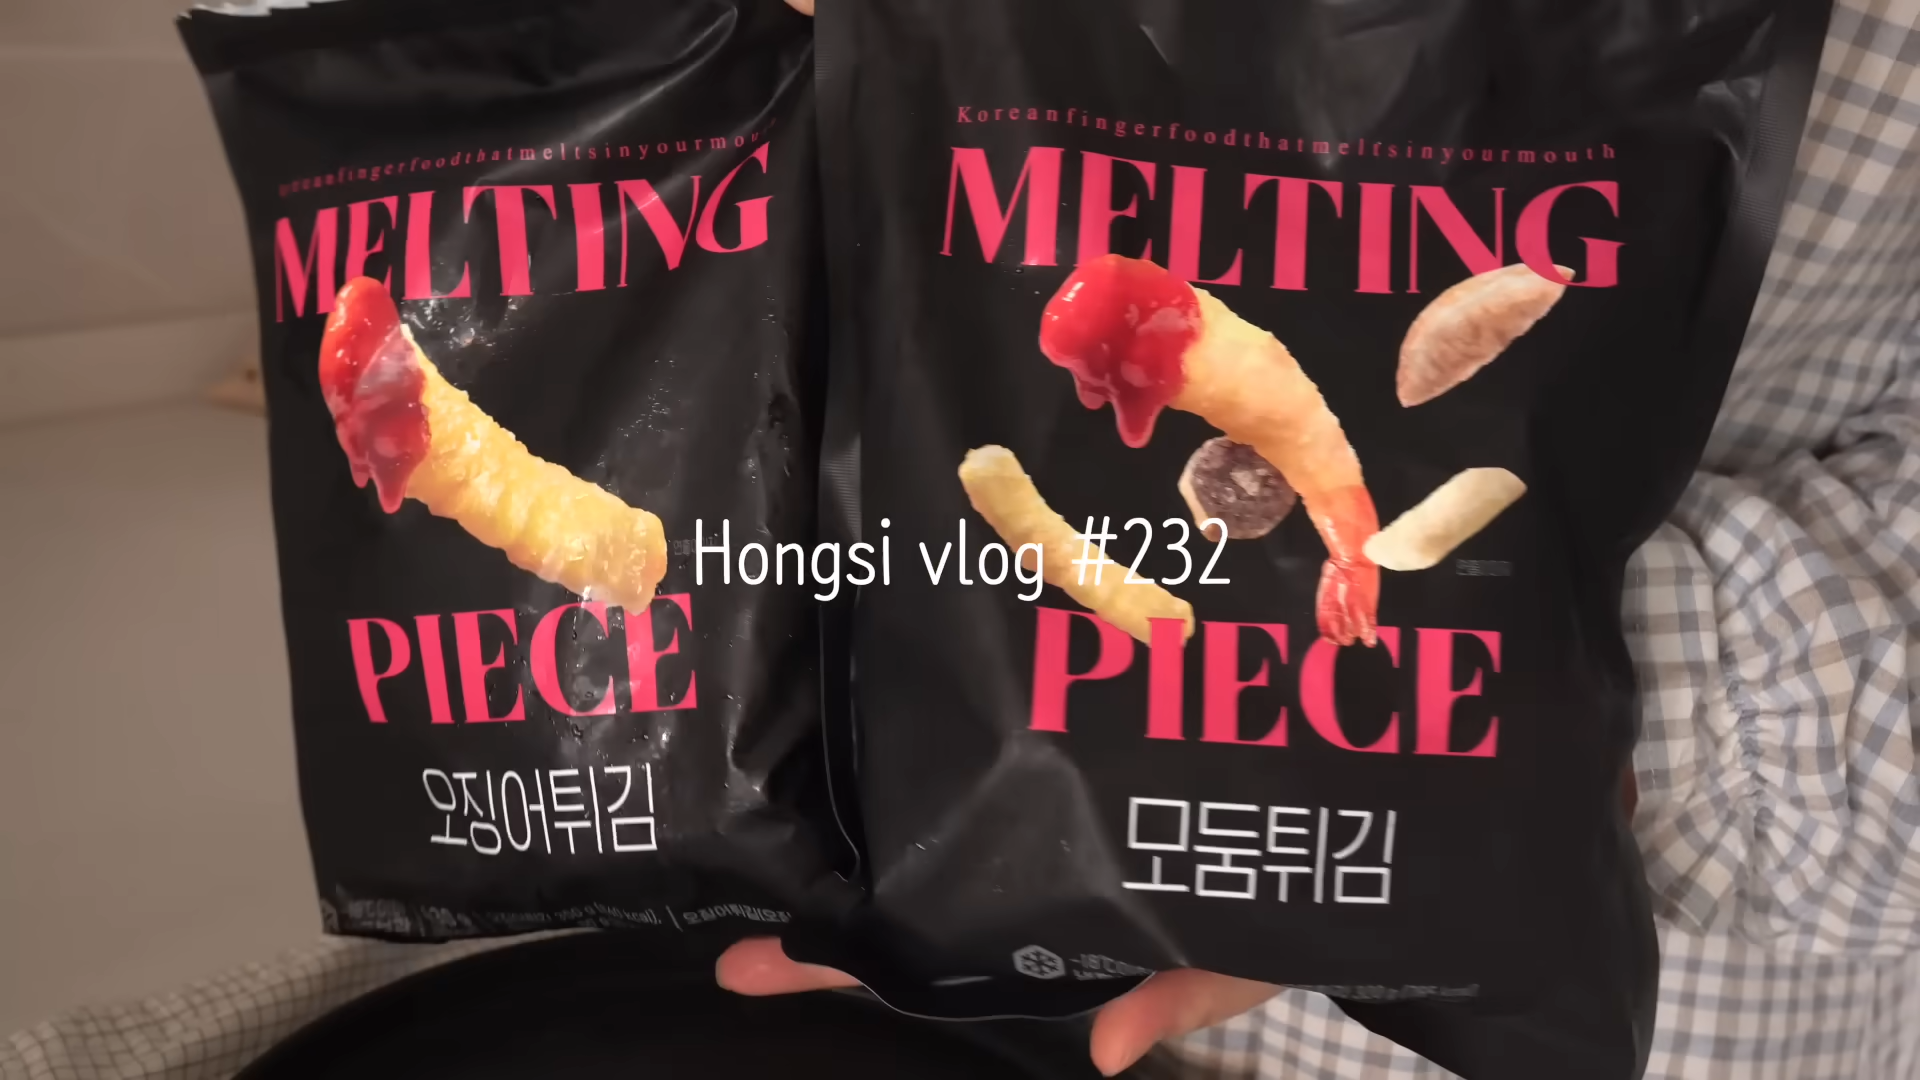 Koreanfingerfoodthatmeltsinyourmouth
MELTING
PIECE
오징어튀김
Koreanfingerfoodthatmeltsinyourmouth
MELTING
PIECE
모둠튀김
Hongsi vlog #232